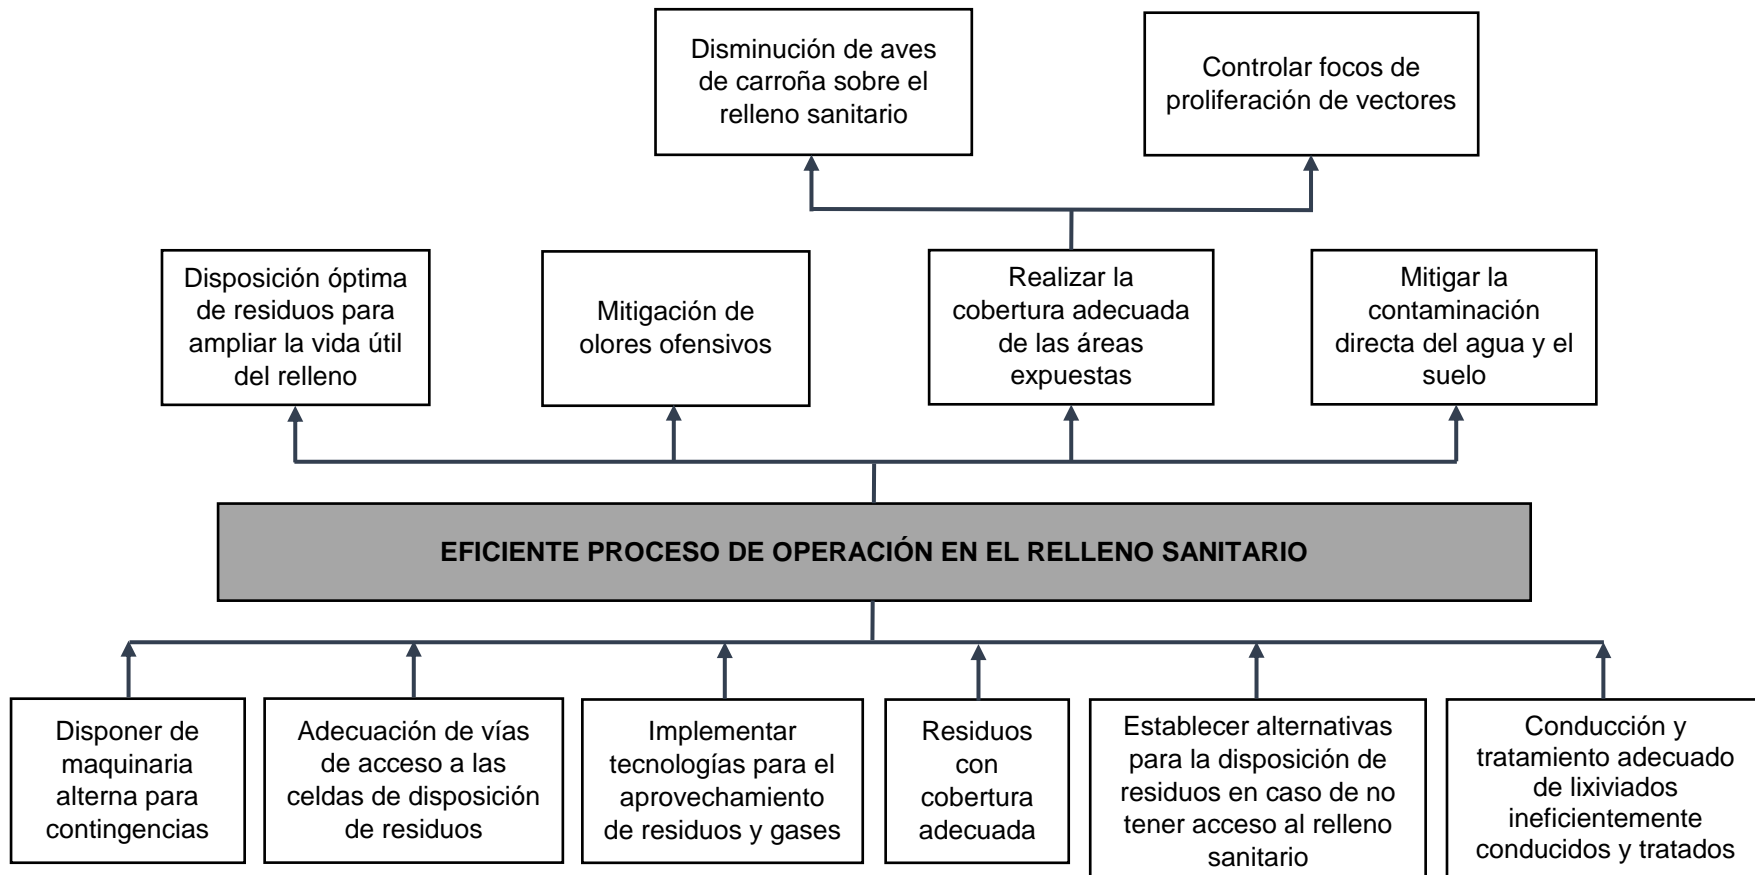 Disminución de aves
de carroña sobre el
relleno sanitario
Controlar focos de
proliferación de vectores
Disposición óptima
de residuos para
ampliar la vida útil
del relleno
Mitigación de
olores ofensivos
Realizar la
cobertura adecuada
de las áreas
expuestas
Mitigar la
contaminación
directa del agua y el
suelo
EFICIENTE PROCESO DE OPERACIÓN EN EL RELLENO SANITARIO
Disponer de
maquinaria
alterna para
contingencias
Adecuación de vías
de acceso a las
celdas de disposición
de residuos
Implementar
tecnologías para el
aprovechamiento
de residuos y gases
Residuos
con
cobertura
adecuada
Establecer alternativas
para la disposición de
residuos en caso de no
tener acceso al relleno
sanitario
Conducción y
tratamiento adecuado
de lixiviados
ineficientemente
conducidos y tratados